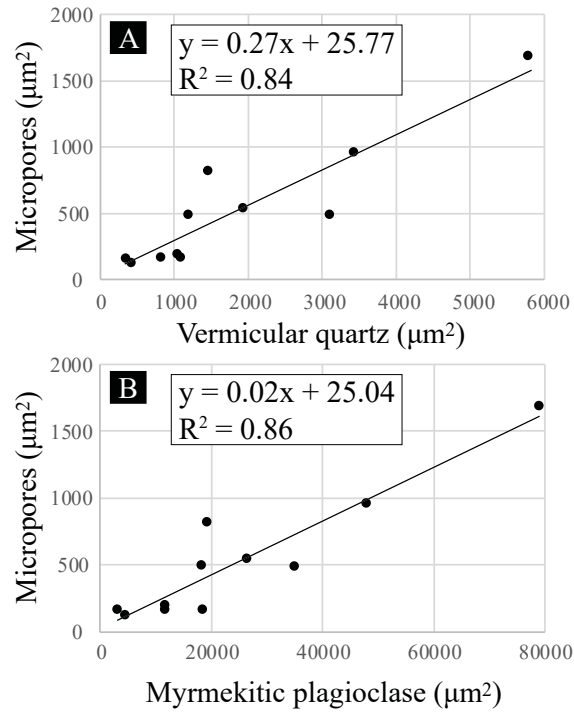 A
y = 0.27x + 25.77
R² = 0.84
Micropores (μm²)
2000
1500
1000
500
0
0 1000 2000 3000 4000 5000 6000
Vermicular quartz (μm²)
B
y = 0.02x + 25.04
R² = 0.86
Micropores (μm²)
2000
1500
1000
500
0
0 20000 40000 60000 80000
Myrmekitic plagioclase (μm²)